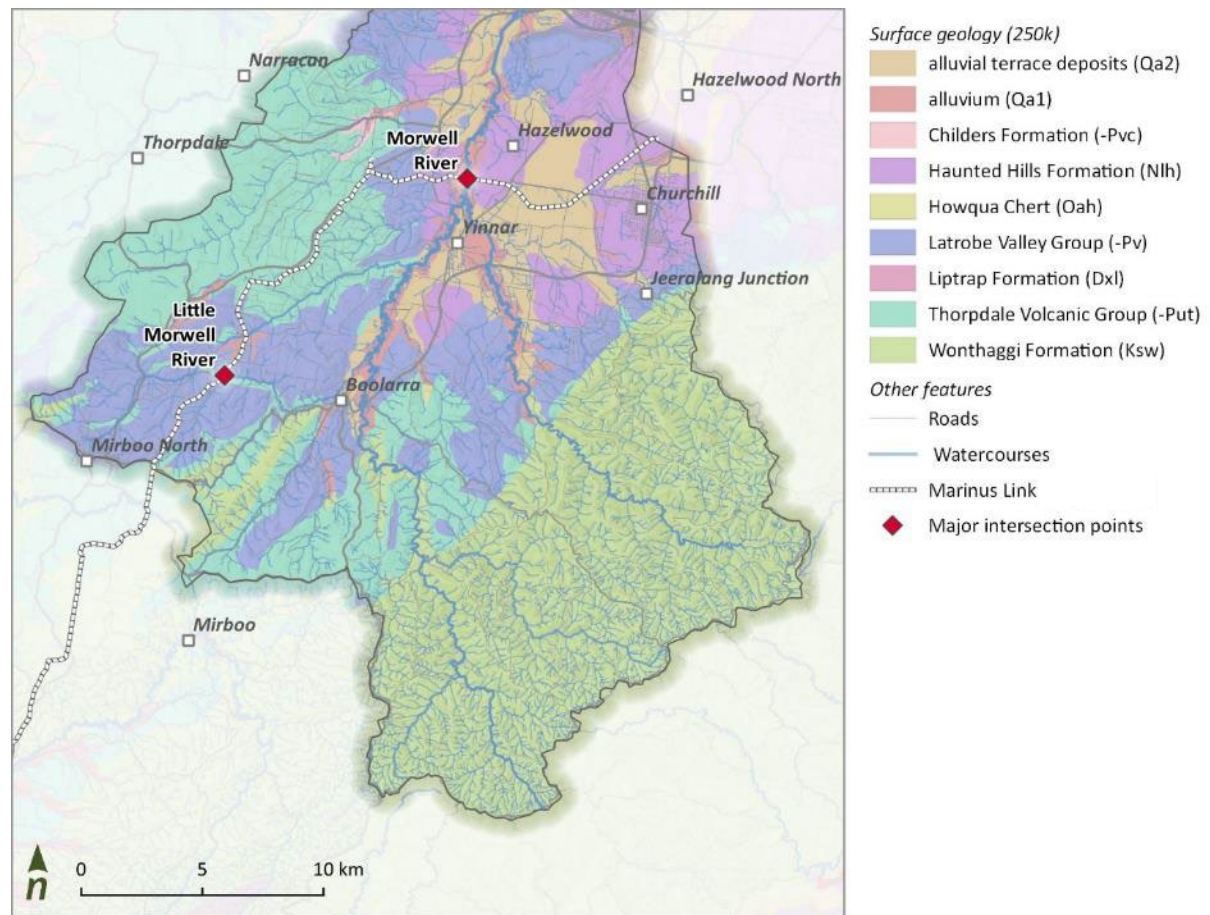 Narracan
Hazelwood North
Thorpdale
Morwell
River
Hazelwood
Churchill
Yinnar
Jeeralang Junction
Little
Morwell
River
Boolarra
Mirboo North
Mirboo
n
0 5 10 km
Surface geology (250k)
alluvial terrace deposits (Qa2)
alluvium (Qa1)
Childers Formation (-Pvc)
Haunted Hills Formation (Nlh)
Howqua Chert (Oah)
Latrobe Valley Group (-Pv)
Liptrap Formation (Dxl)
Thorpdale Volcanic Group (-Put)
Wonthaggi Formation (Ksw)
Other features
Roads
Watercourses
Marinus Link
Major intersection points